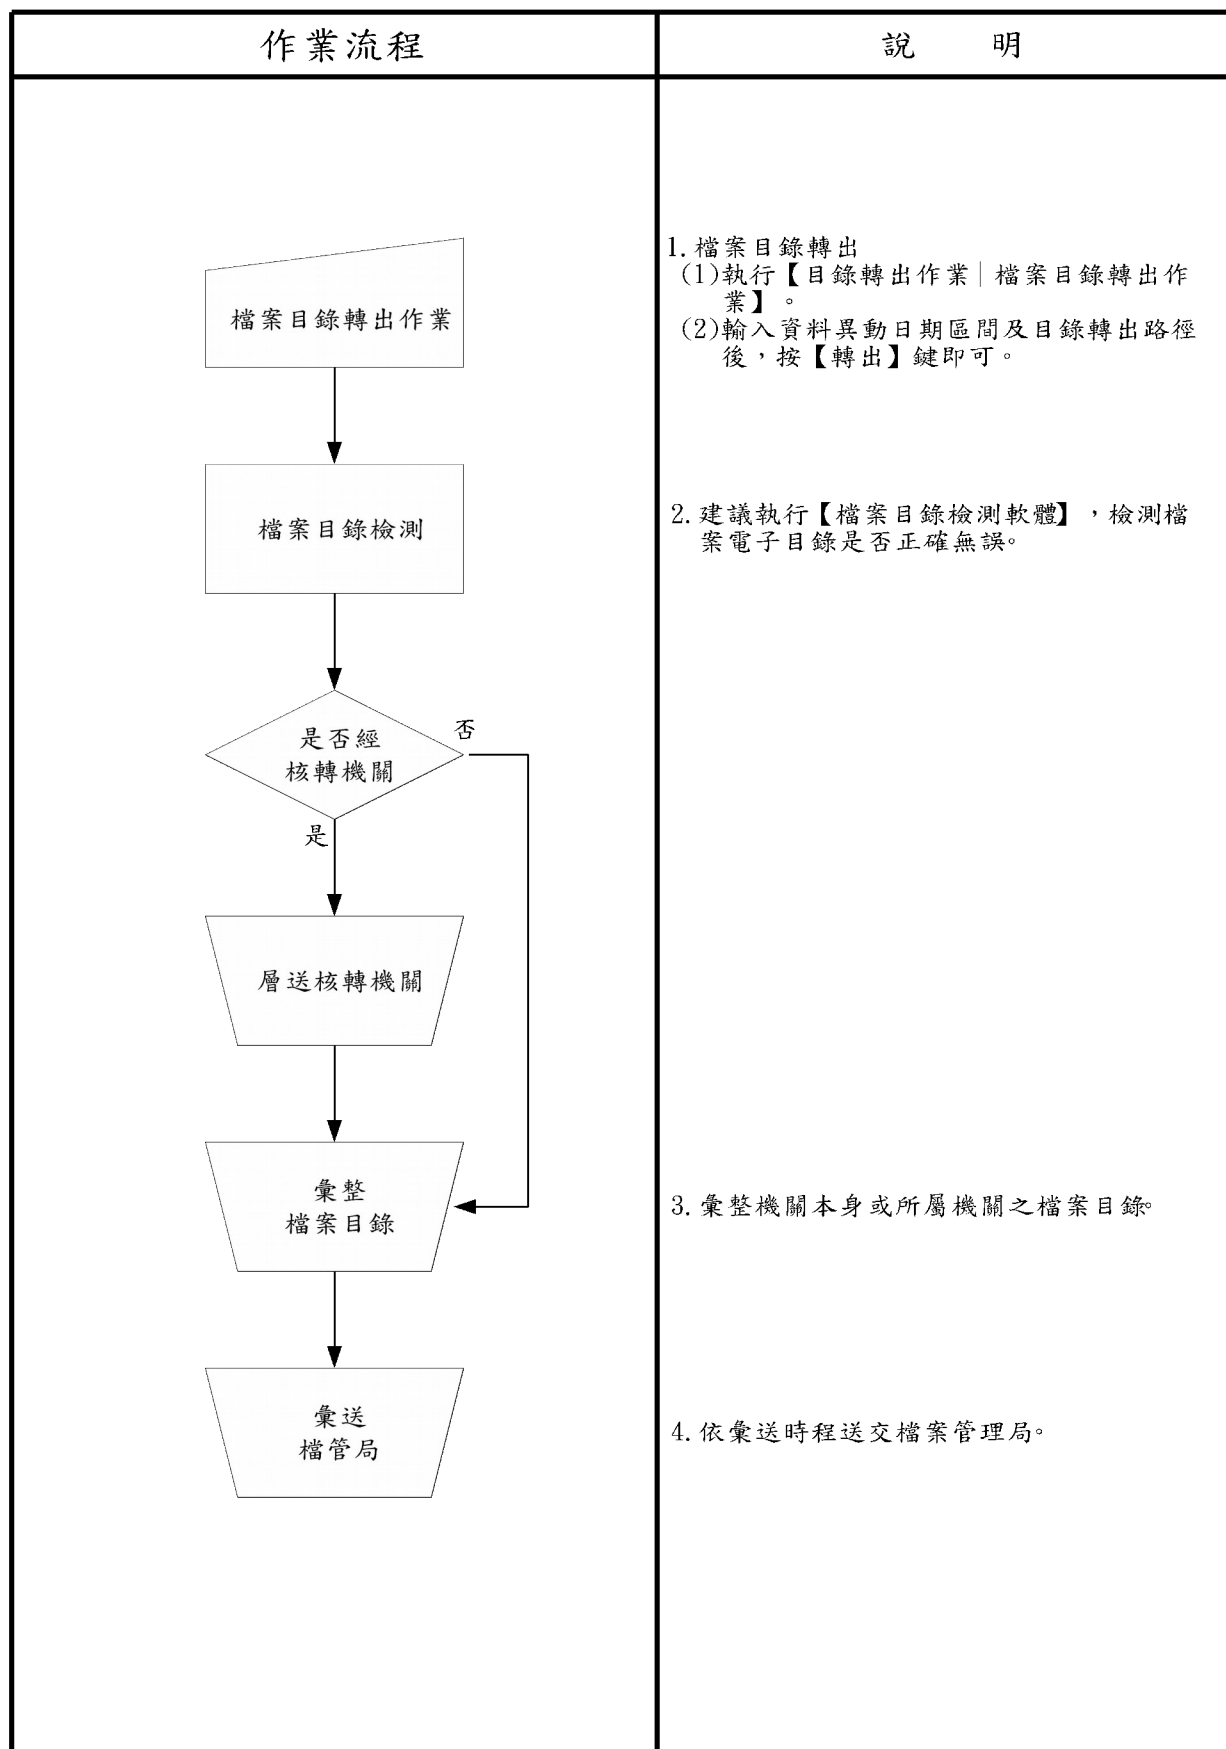 作業流程
說 明
檔案目錄轉出作業
1.檔案目錄轉出
(1)執行【目錄轉出作業|檔案目錄轉出作
業】。
(2)輸入資料異動日期區間及目錄轉出路徑
後，按【轉出】鍵即可。
檔案目錄檢測
2.建議執行【檔案目錄檢測軟體】，檢測檔
案電子目錄是否正確無誤。
是否經
核轉機關
否
是
層送核轉機關
彙整
檔案目錄
3.彙整機關本身或所屬機關之檔案目錄。
彙送
檔管局
4.依彙送時程送交檔案管理局。